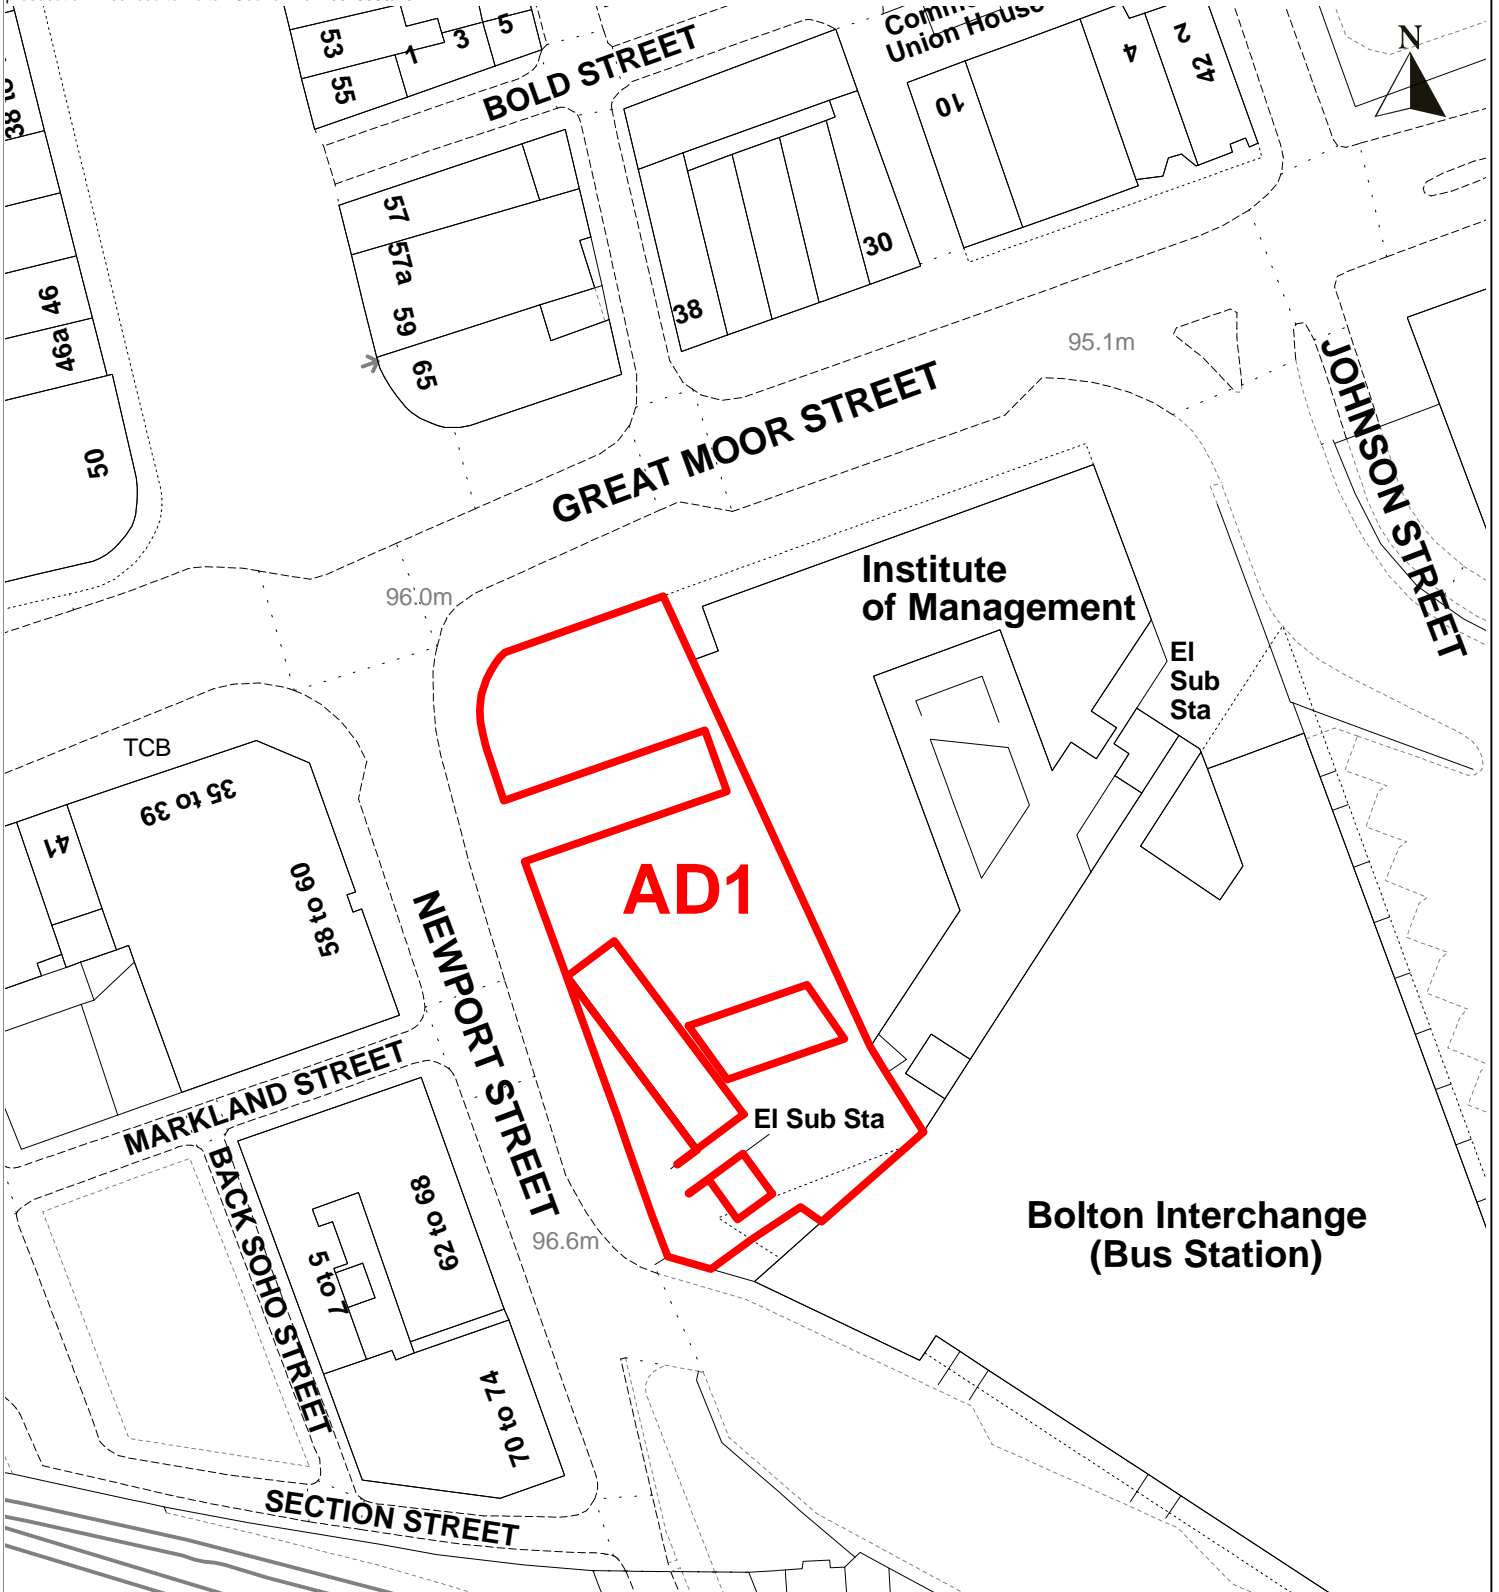 53
1
3
5
55
BOLD STREET
Union House
10
4
2
42
N
57
57a
59
65
38
30
46
46a
50
95.1m
GREAT MOOR STREET
JOHNSON STREET
96.0m
Institute
of Management
El
Sub
Sta
TCB
35 to 39
41
58 to 60
AD1
NEWPORT STREET
MARKLAND STREET
BACK SOHO STREET
62 to 68
5 to 7
El Sub Sta
96.6m
Bolton Interchange
(Bus Station)
70 to 74
SECTION STREET